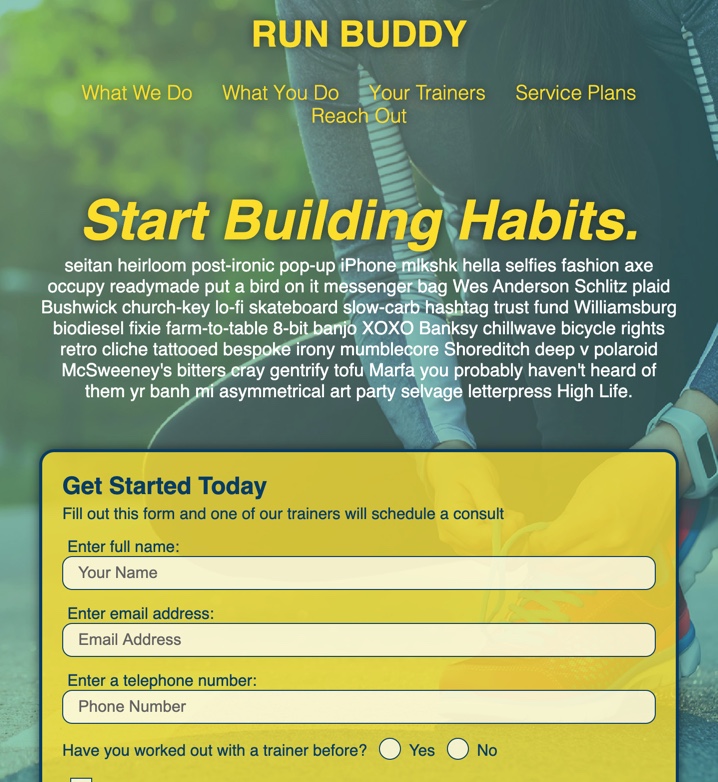 RUN BUDDY
What We Do What You Do Your Trainers Service Plans
Reach Out
Start Building Habits.
seitan heirloom post-ironic pop-up iPhone mlkshk hella selfies fashion axe
occupy readymade put a bird on it messenger bag Wes Anderson Schlitz plaid
Bushwick church-key lo-fi skateboard slow-carb hashtag trust fund Williamsburg
biodiesel fixie farm-to-table 8-bit banjo XOXO Banksy chillwave bicycle rights
retro cliche tattooed bespoke irony mumblecore Shoreditch deep v polaroid
McSweeney's bitters cray gentrify tofu Marfa you probably haven't heard of
them yr banh mi asymmetrical art party selvage letterpress High Life.
Get Started Today
Fill out this form and one of our trainers will schedule a consult
Enter full name:
Your Name
Enter email address:
Email Address
Enter a telephone number:
Phone Number
Have you worked out with a trainer before? Yes No